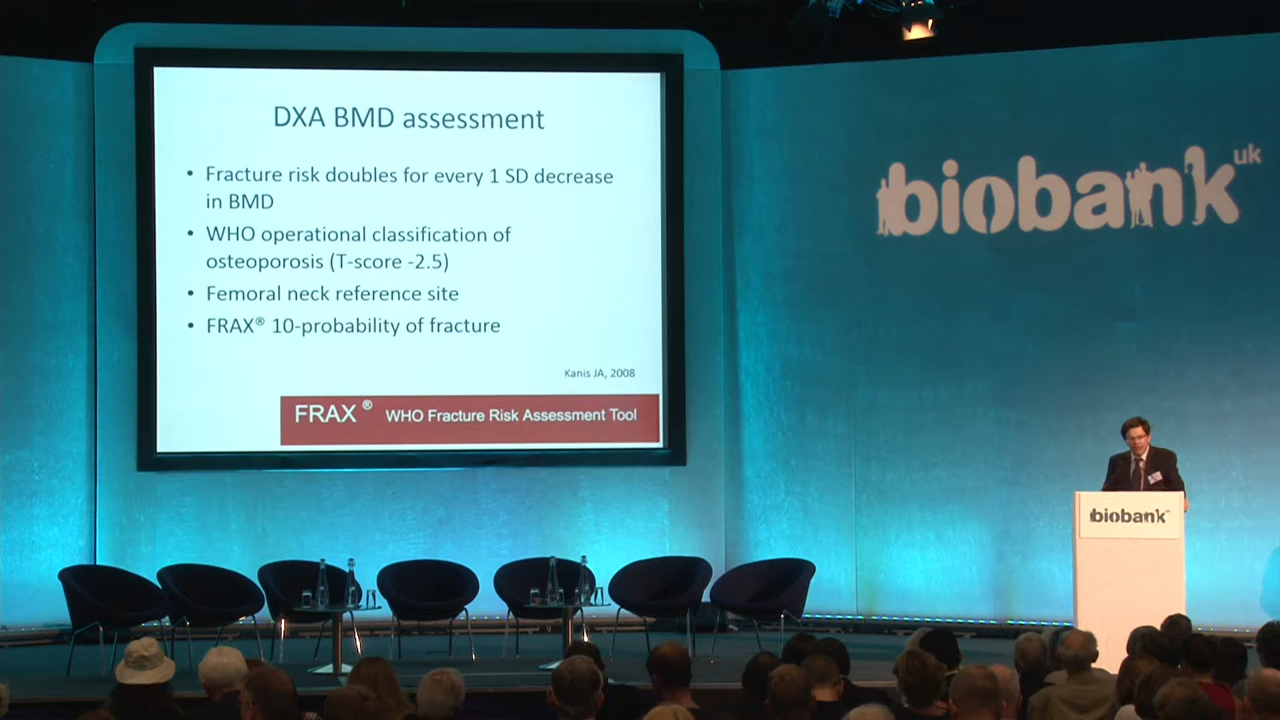 DXA BMD assessment
• Fracture risk doubles for every 1 SD decrease
in BMD
• WHO operational classification of
osteoporosis (T-score -2.5)
• Femoral neck reference site
• FRAX® 10-probability of fracture
Kanis JA, 2008
FRAX ® WHO Fracture Risk Assessment Tool
biobank uk
biobank